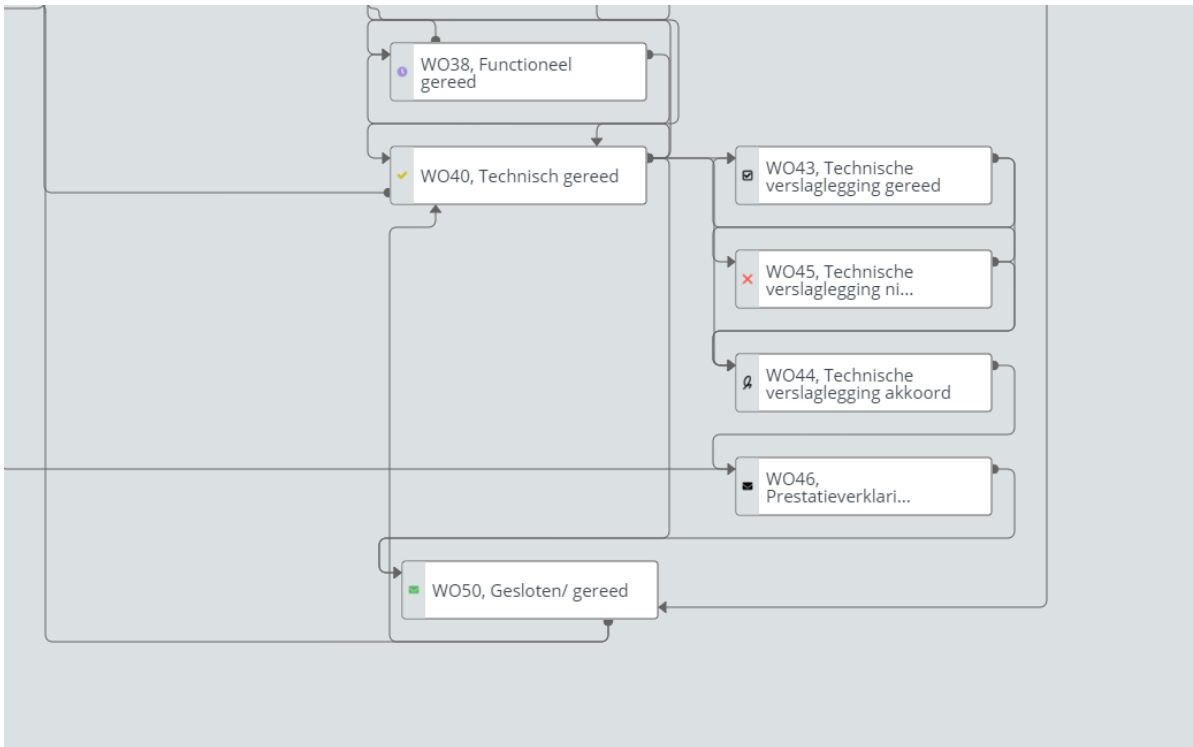 WO38, Functioneel
gereed
WO40, Technisch gereed
WO43, Technische
verslaglegging gereed
WO45, Technische
verslaglegging ni...
WO44, Technische
verslaglegging akkoord
WO46,
Prestatieverklari...
WO50, Gesloten/ gereed